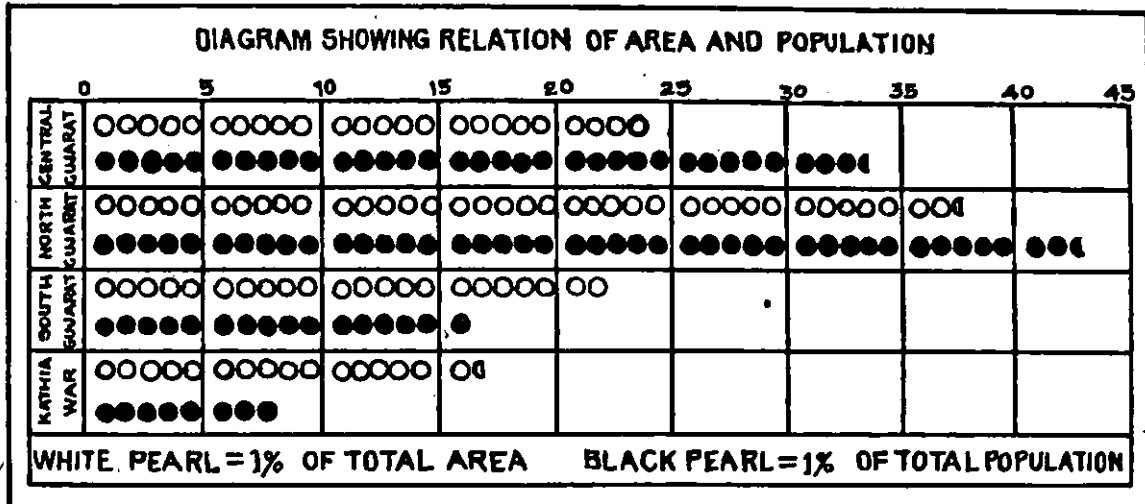 DIAGRAM SHOWING RELATION OF AREA AND POPULATION
0 5 10 15 20 25 30 35 40 45
CENTRAL
GUJARAT
NORTH
GUJARAT
SOUTH
GUJARAT
KATHIA
WAR
WHITE PEARL=1% OF TOTAL AREA BLACK PEARL=1% OF TOTAL POPULATION